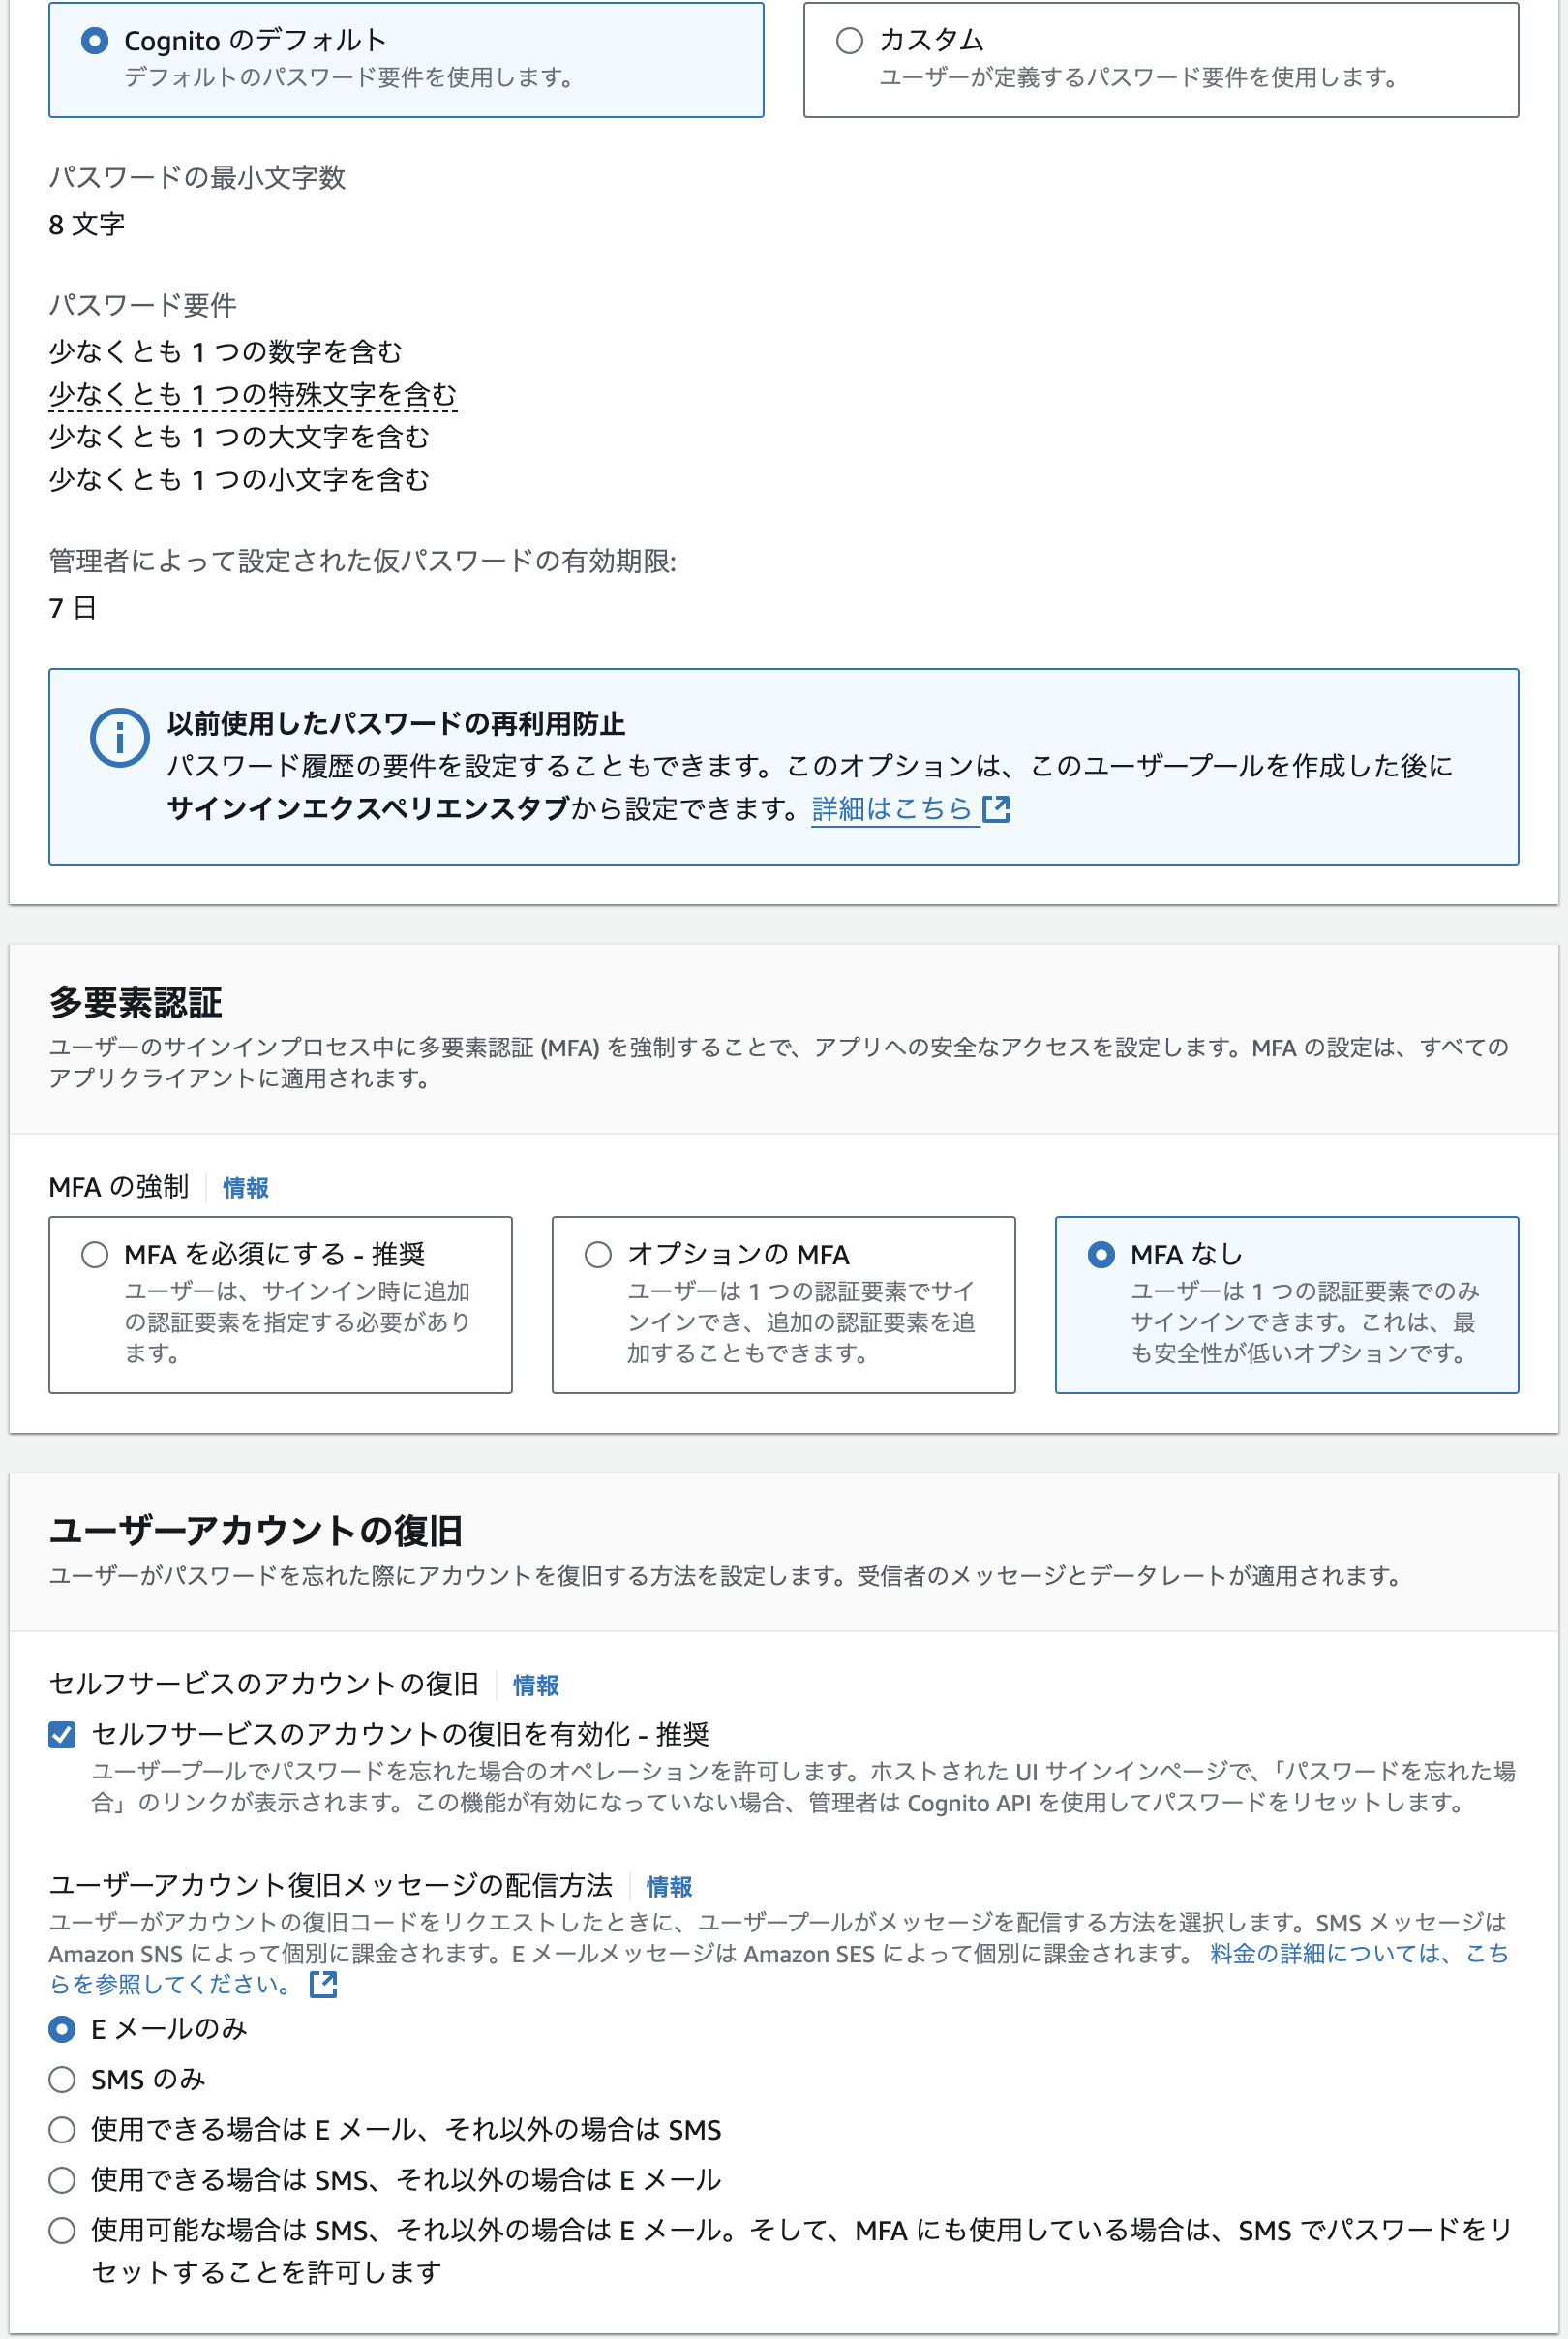 Cognito のデフォルト
デフォルトのパスワード要件を使用します。
カスタム
ユーザーが定義するパスワード要件を使用します。
パスワードの最小文字数
8 文字
パスワード要件
少なくとも 1 つの数字を含む
少なくとも 1 つの特殊文字を含む
少なくとも 1 つの大文字を含む
少なくとも 1 つの小文字を含む
管理者によって設定された仮パスワードの有効期限:
7 日
以前使用したパスワードの再利用防止
パスワード履歴の要件を設定することもできます。このオプションは、このユーザープールを作成した後に
サインインエクスペリエンスタブから設定できます。詳細はこちら
多要素認証
ユーザーのサインインプロセス中に多要素認証 (MFA) を強制することで、アプリへの安全なアクセスを設定します。MFA の設定は、すべての
アプリクライアントに適用されます。
MFA の強制 情報
MFA を必須にする - 推奨
ユーザーは、サインイン時に追加
の認証要素を指定する必要があり
ます。
オプションの MFA
ユーザーは 1 つの認証要素でサイ
ンインでき、追加の認証要素を追
加することもできます。
MFA なし
ユーザーは 1 つの認証要素でのみ
サインインできます。これは、最
も安全性が低いオプションです。
ユーザーアカウントの復旧
ユーザーがパスワードを忘れた際にアカウントを復旧する方法を設定します。受信者のメッセージとデータレートが適用されます。
セルフサービスのアカウントの復旧 情報
セルフサービスのアカウントの復旧を有効化 - 推奨
ユーザープールでパスワードを忘れた場合のオペレーションを許可します。ホストされた UI サインインページで、「パスワードを忘れた場
合」のリンクが表示されます。この機能が有効になっていない場合、管理者は Cognito API を使用してパスワードをリセットします。
ユーザーアカウント復旧メッセージの配信方法 情報
ユーザーがアカウントの復旧コードをリクエストしたときに、ユーザープールがメッセージを配信する方法を選択します。SMS メッセージは
Amazon SNS によって個別に課金されます。E メールメッセージは Amazon SES によって個別に課金されます。 料金の詳細については、こち
らを参照してください。
E メールのみ
SMS のみ
使用できる場合は E メール、それ以外の場合は SMS
使用できる場合は SMS、それ以外の場合は E メール
使用可能な場合は SMS、それ以外の場合は E メール。そして、MFA にも使用している場合は、SMS でパスワードをリ
セットすることを許可します